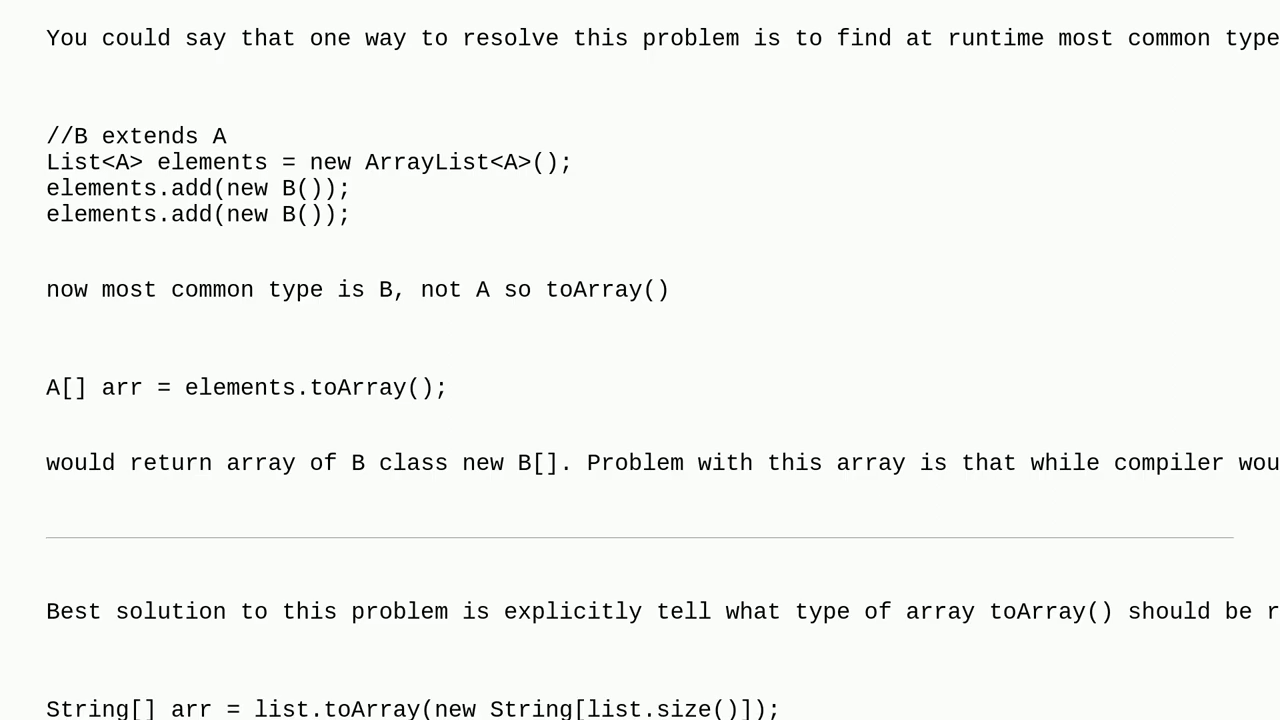 You could say that one way to resolve this problem is to find at runtime most common type
//B extends A
List<A> elements = new ArrayList<A>();
elements.add(new B());
elements.add(new B());
now most common type is B, not A so toArray()
A[] arr = elements.toArray();
would return array of B class new B[]. Problem with this array is that while compiler wou
Best solution to this problem is explicitly tell what type of array toArray() should be r
String[] arr = list.toArray(new String[list.size()]);